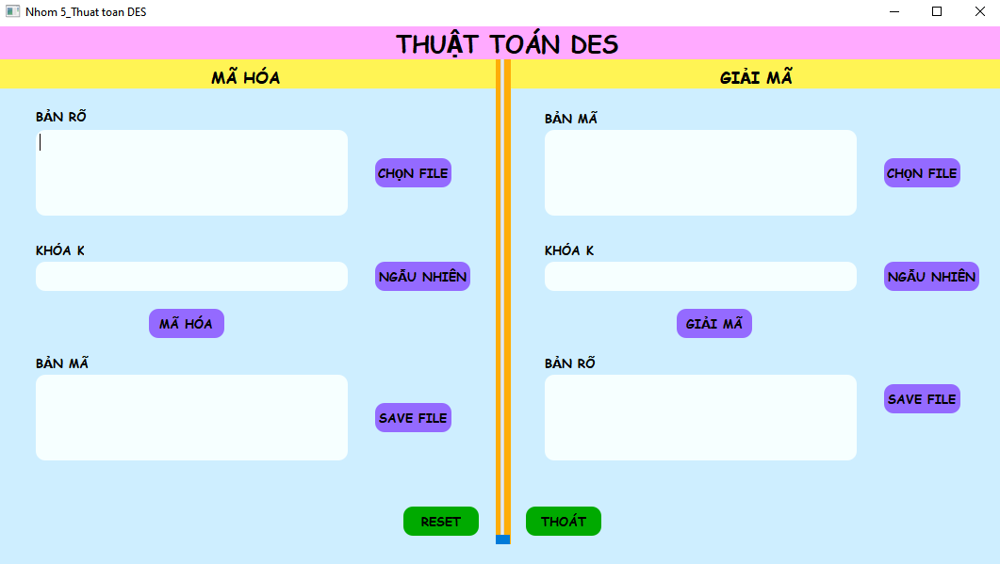 Nhom 5_Thuat toan DES
THUẬT TOÁN DES
MÃ HÓA
GIẢI MÃ
BẢN RÕ
CHỌN FILE
KHÓA K
NGẪU NHIÊN
MÃ HÓA
BẢN MÃ
SAVE FILE
BẢN MÃ
CHỌN FILE
KHÓA K
NGẪU NHIÊN
GIẢI MÃ
BẢN RÕ
SAVE FILE
RESET
THOÁT